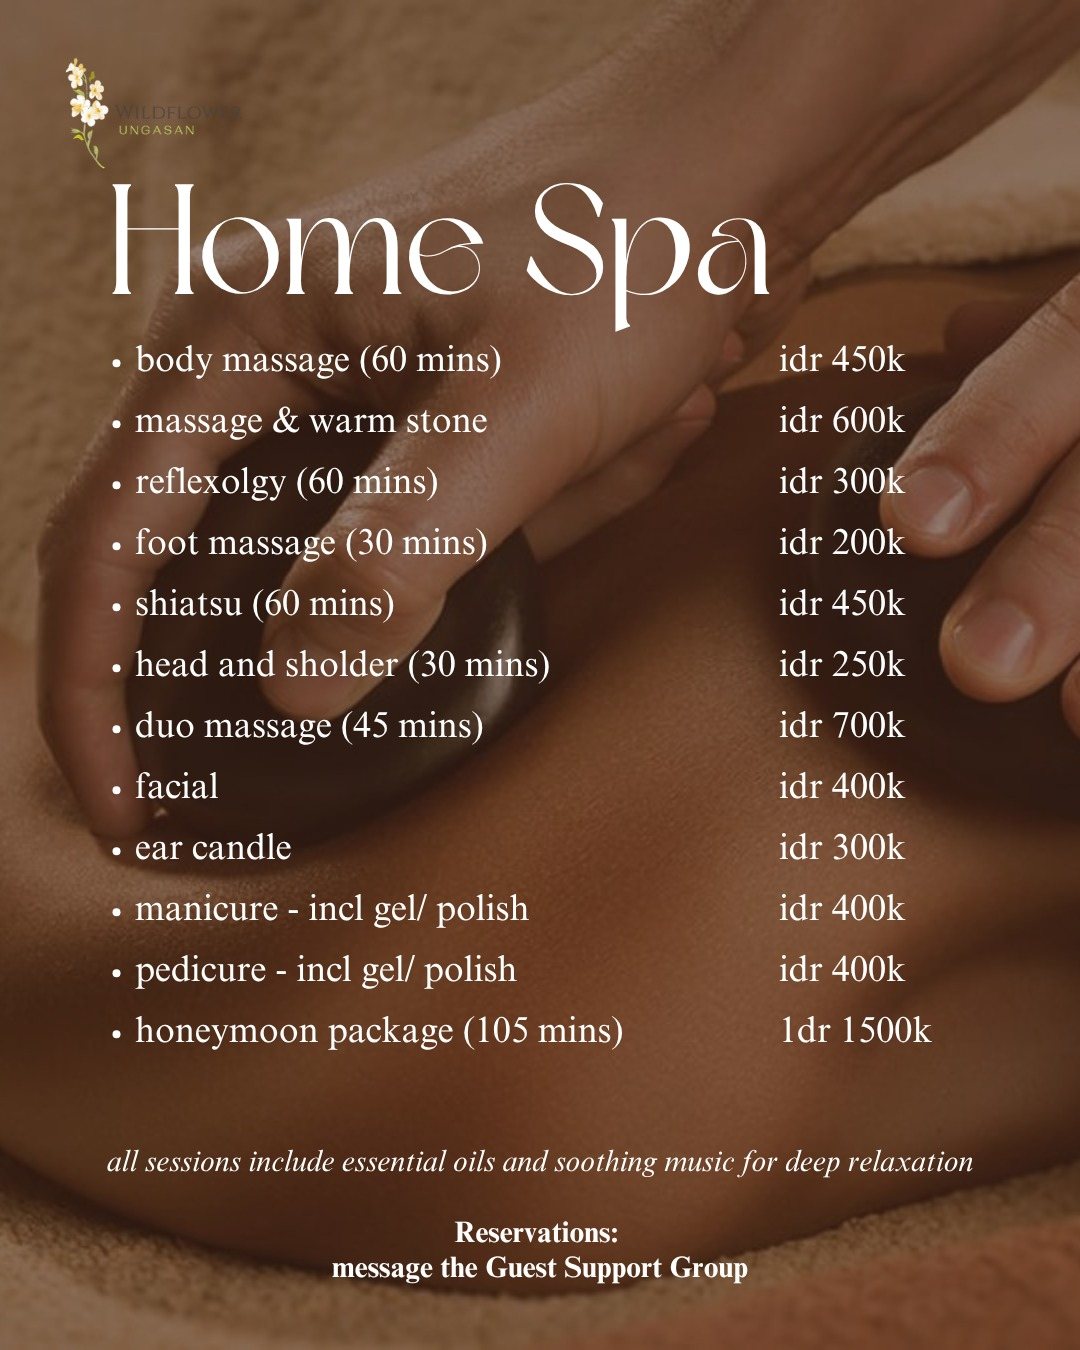 WILDFLOWER
UNGASAN
Home Spa
• body massage (60 mins) idr 450k
• massage & warm stone idr 600k
• reflexolgy (60 mins) idr 300k
• foot massage (30 mins) idr 200k
• shiatsu (60 mins) idr 450k
• head and sholder (30 mins) idr 250k
• duo massage (45 mins) idr 700k
• facial idr 400k
• ear candle idr 300k
• manicure - incl gel/ polish idr 400k
• pedicure - incl gel/ polish idr 400k
• honeymoon package (105 mins) 1dr 1500k
all sessions include essential oils and soothing music for deep relaxation
Reservations:
message the Guest Support Group